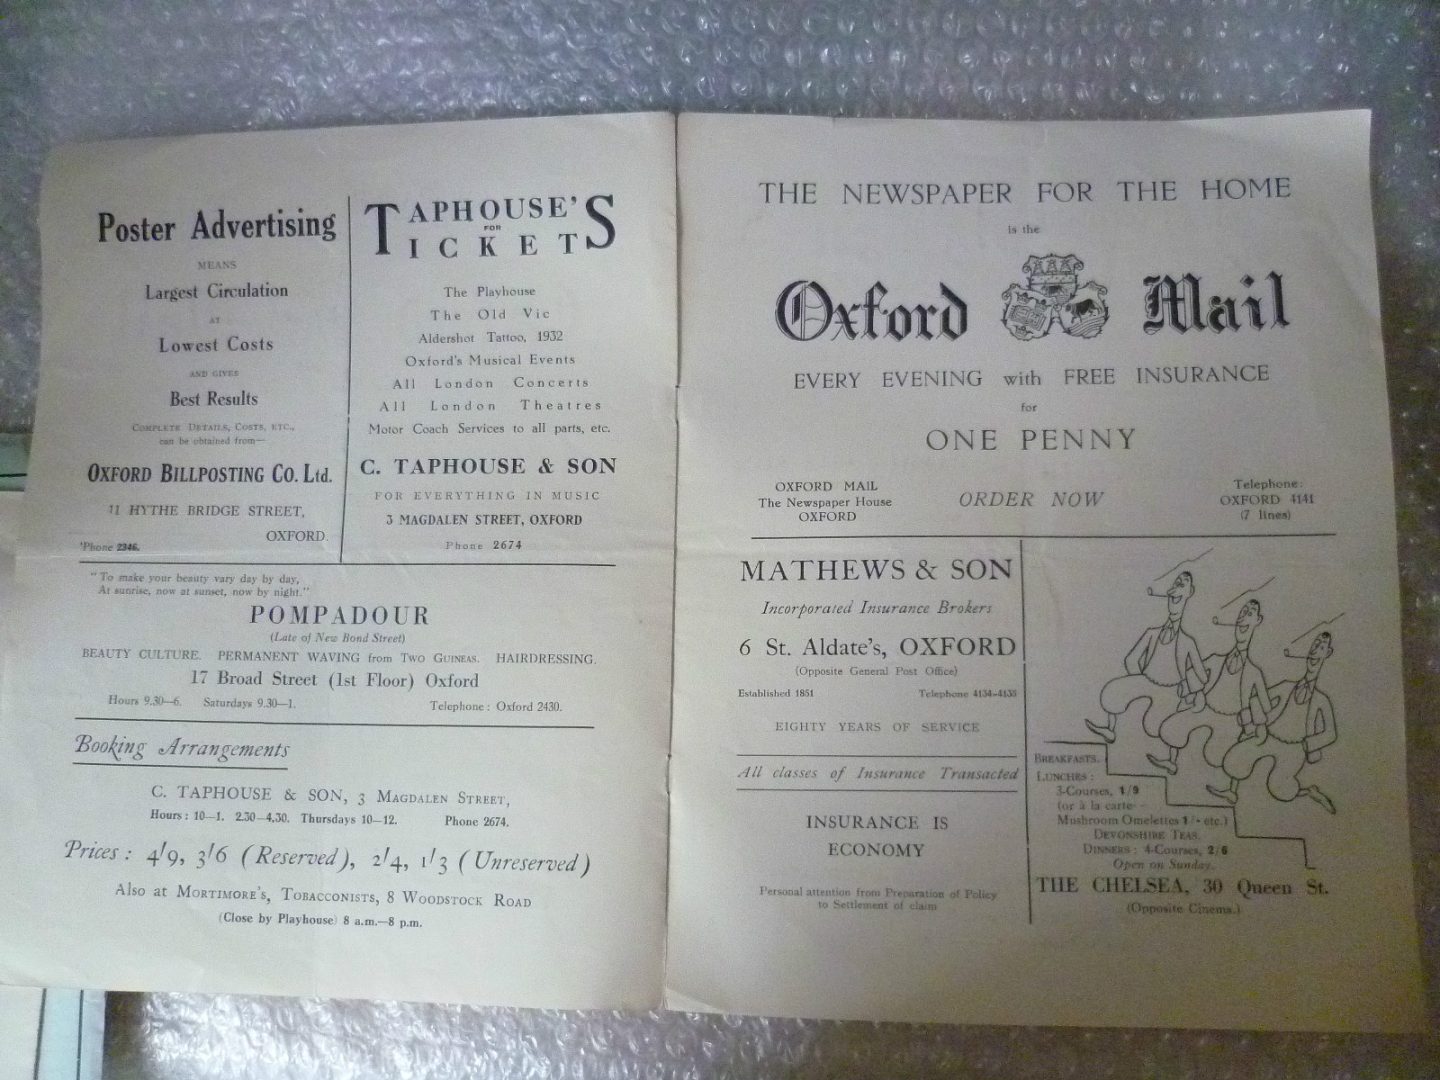 Poster Advertising
MEANS
Largest Circulation
AT
Lowest Costs
AND GIVES
Best Results
COMPLETE DETAILS, COSTS, ETC.,
can be obtained from—
OXFORD BILLPOSTING CO. Ltd.
11 HYTHE BRIDGE STREET,
OXFORD.
'Phone 2346.
TAPHOUSE'S
FOR
TICKETS
The Playhouse
The Old Vic
Aldershot Tattoo, 1932
Oxford's Musical Events
All London Concerts
All London Theatres
Motor Coach Services to all parts, etc.
C. TAPHOUSE & SON
FOR EVERYTHING IN MUSIC
3 MAGDALEN STREET, OXFORD
Phone 2674
"To make your beauty vary day by day,
At sunrise, now at sunset, now by night."
POMPADOUR
(Late of New Bond Street)
BEAUTY CULTURE. PERMANENT WAVING from TWO GUINEAS. HAIRDRESSING.
17 Broad Street (1st Floor) Oxford
Hours 9.30—6. Saturdays 9.30—1. Telephone: Oxford 2430.
Booking Arrangements
C. TAPHOUSE & SON, 3 MAGDALEN STREET,
Hours: 10—1. 2.30—4.30. Thursdays 10—12. Phone 2674.
Prices: 4/9, 3/6 (Reserved), 2/4, 1/3 (Unreserved)
Also at MORTIMORE'S, TOBACCONISTS, 8 WOODSTOCK ROAD
(Close by Playhouse) 8 a.m.—8 p.m.
THE NEWSPAPER FOR THE HOME
is the
Oxford Mail
EVERY EVENING with FREE INSURANCE
for
ONE PENNY
OXFORD MAIL
The Newspaper House
OXFORD
ORDER NOW
Telephone:
OXFORD 4141
(7 lines)
MATHEWS & SON
Incorporated Insurance Brokers
6 St. Aldate's, OXFORD
(Opposite General Post Office)
Established 1851 Telephone 4134-4135
EIGHTY YEARS OF SERVICE
All classes of Insurance Transacted
INSURANCE IS
ECONOMY
Personal attention from Preparation of Policy
to Settlement of claim
BREAKFASTS.
LUNCHES:
3-Courses, 1/9
(or à la carte—
Mushroom Omelettes 1/- etc.)
DEVONSHIRE TEAS.
DINNERS: 4-Courses, 2/6
Open on Sunday.
THE CHELSEA, 30 Queen St.
(Opposite Cinema.)